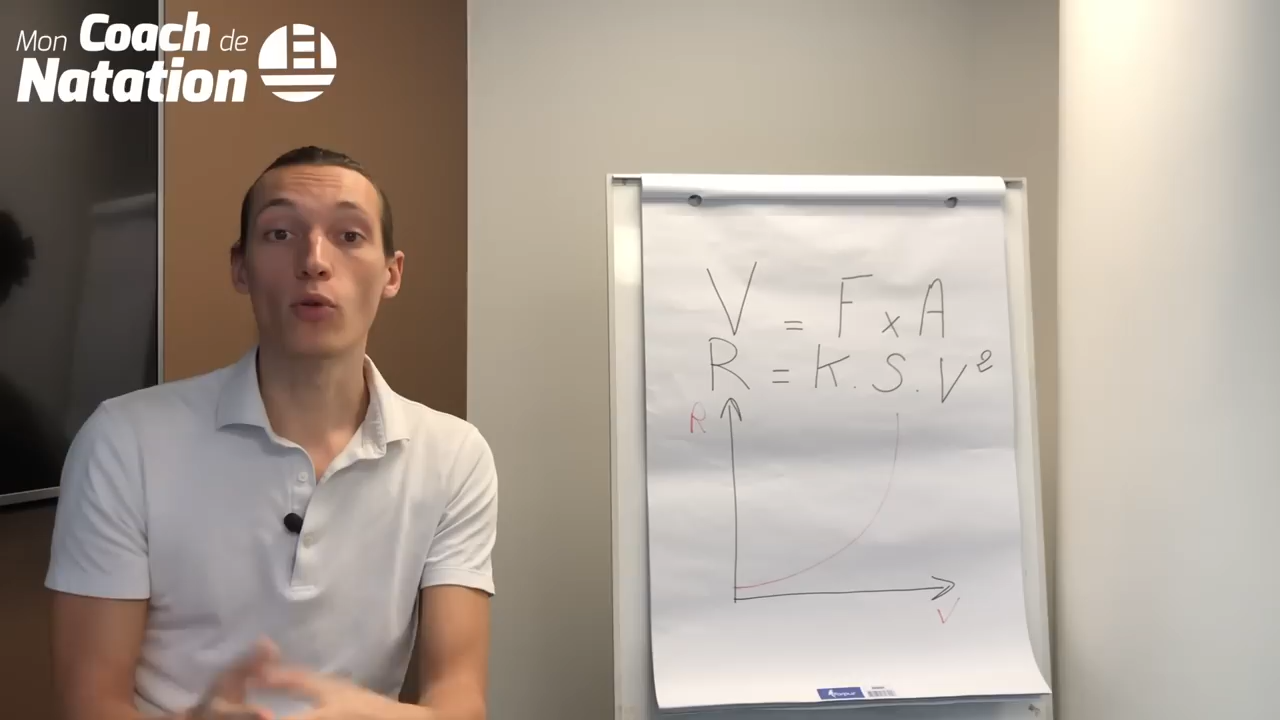 Mon Coach de
Natation
V = F x A
R = K . S . V²
R
V